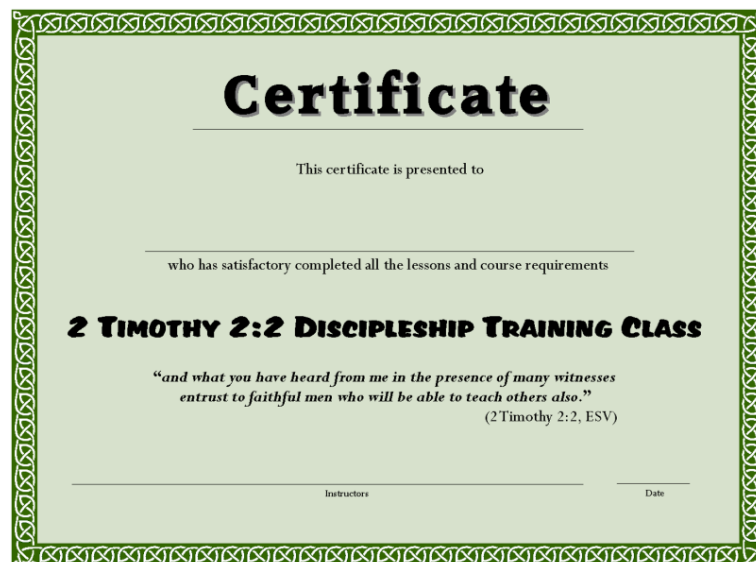 Certificate
This certificate is presented to
who has satisfactory completed all the lessons and course requirements
2 Timothy 2:2 Discipleship Training Class
“and what you have heard from me in the presence of many witnesses
entrust to faithful men who will be able to teach others also.”
(2 Timothy 2:2, ESV)
Instructors
Date